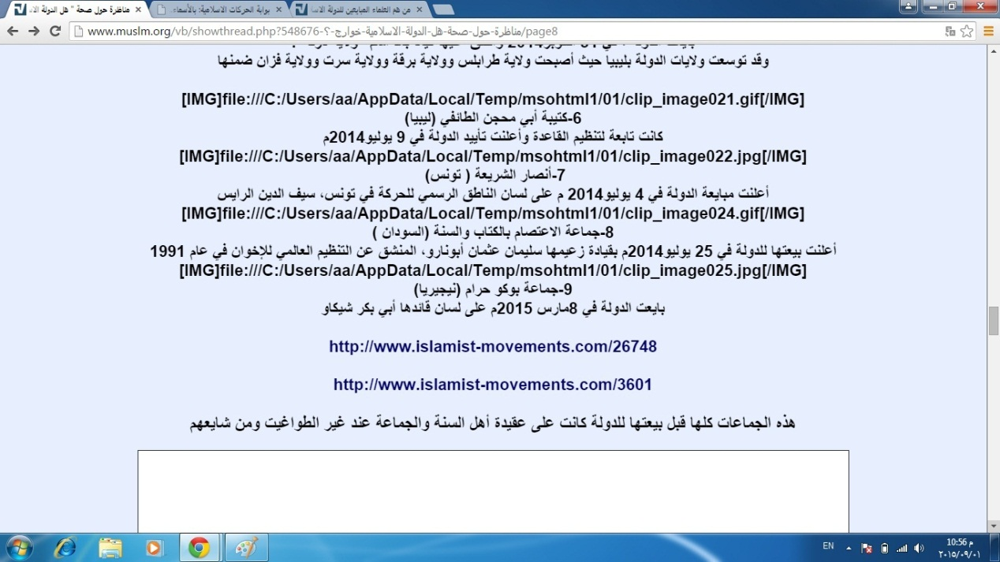 مناظرة حول صحة " هل الدولة الاس
بوابة الحركات الاسلامية: بالأسماء
من هم العلماء المبايعين للدولة الاسا
www.muslm.org/vb/showthread.php?548676-مناظرة-حول-صحة-هل-الدولة-الاسلامية-خوارج-؟/page8
وقد توسعت ولايات الدولة بليبيا حيث أصبحت ولاية طرابلس وولاية برقة وولاية سرت وولاية فزان ضمنها
[IMG]file:///C:/Users/aa/AppData/Local/Temp/msohtml1/01/clip_image021.gif[/IMG]
6-كتيبة أبي محجن الطائفي (ليبيا)
كانت تابعة لتنظيم القاعدة وأعلنت تأييد الدولة في 9 يوليو2014م
[IMG]file:///C:/Users/aa/AppData/Local/Temp/msohtml1/01/clip_image022.jpg[/IMG]
7-أنصار الشريعة ( تونس)
أعلنت مبايعة الدولة في 4 يوليو2014 م على لسان الناطق الرسمي للحركة في تونس، سيف الدين الرايس
[IMG]file:///C:/Users/aa/AppData/Local/Temp/msohtml1/01/clip_image024.gif[/IMG]
8-جماعة الاعتصام بالكتاب والسنة (السودان )
أعلنت بيعتها للدولة في 25 يوليو2014م بقيادة زعيمها سليمان عثمان أبونارو، المنشق عن التنظيم العالمي للإخوان في عام 1991
[IMG]file:///C:/Users/aa/AppData/Local/Temp/msohtml1/01/clip_image025.jpg[/IMG]
9-جماعة بوكو حرام (نيجيريا)
بايعت الدولة في 8مارس 2015م على لسان قائدها أبي بكر شيكاو
http://www.islamist-movements.com/26748
http://www.islamist-movements.com/3601
هذه الجماعات كلها قبل بيعتها للدولة كانت على عقيدة أهل السنة والجماعة عند غير الطواغيت ومن شايعهم
EN
10:56 م
٢٠١٥/٠٩/٠١